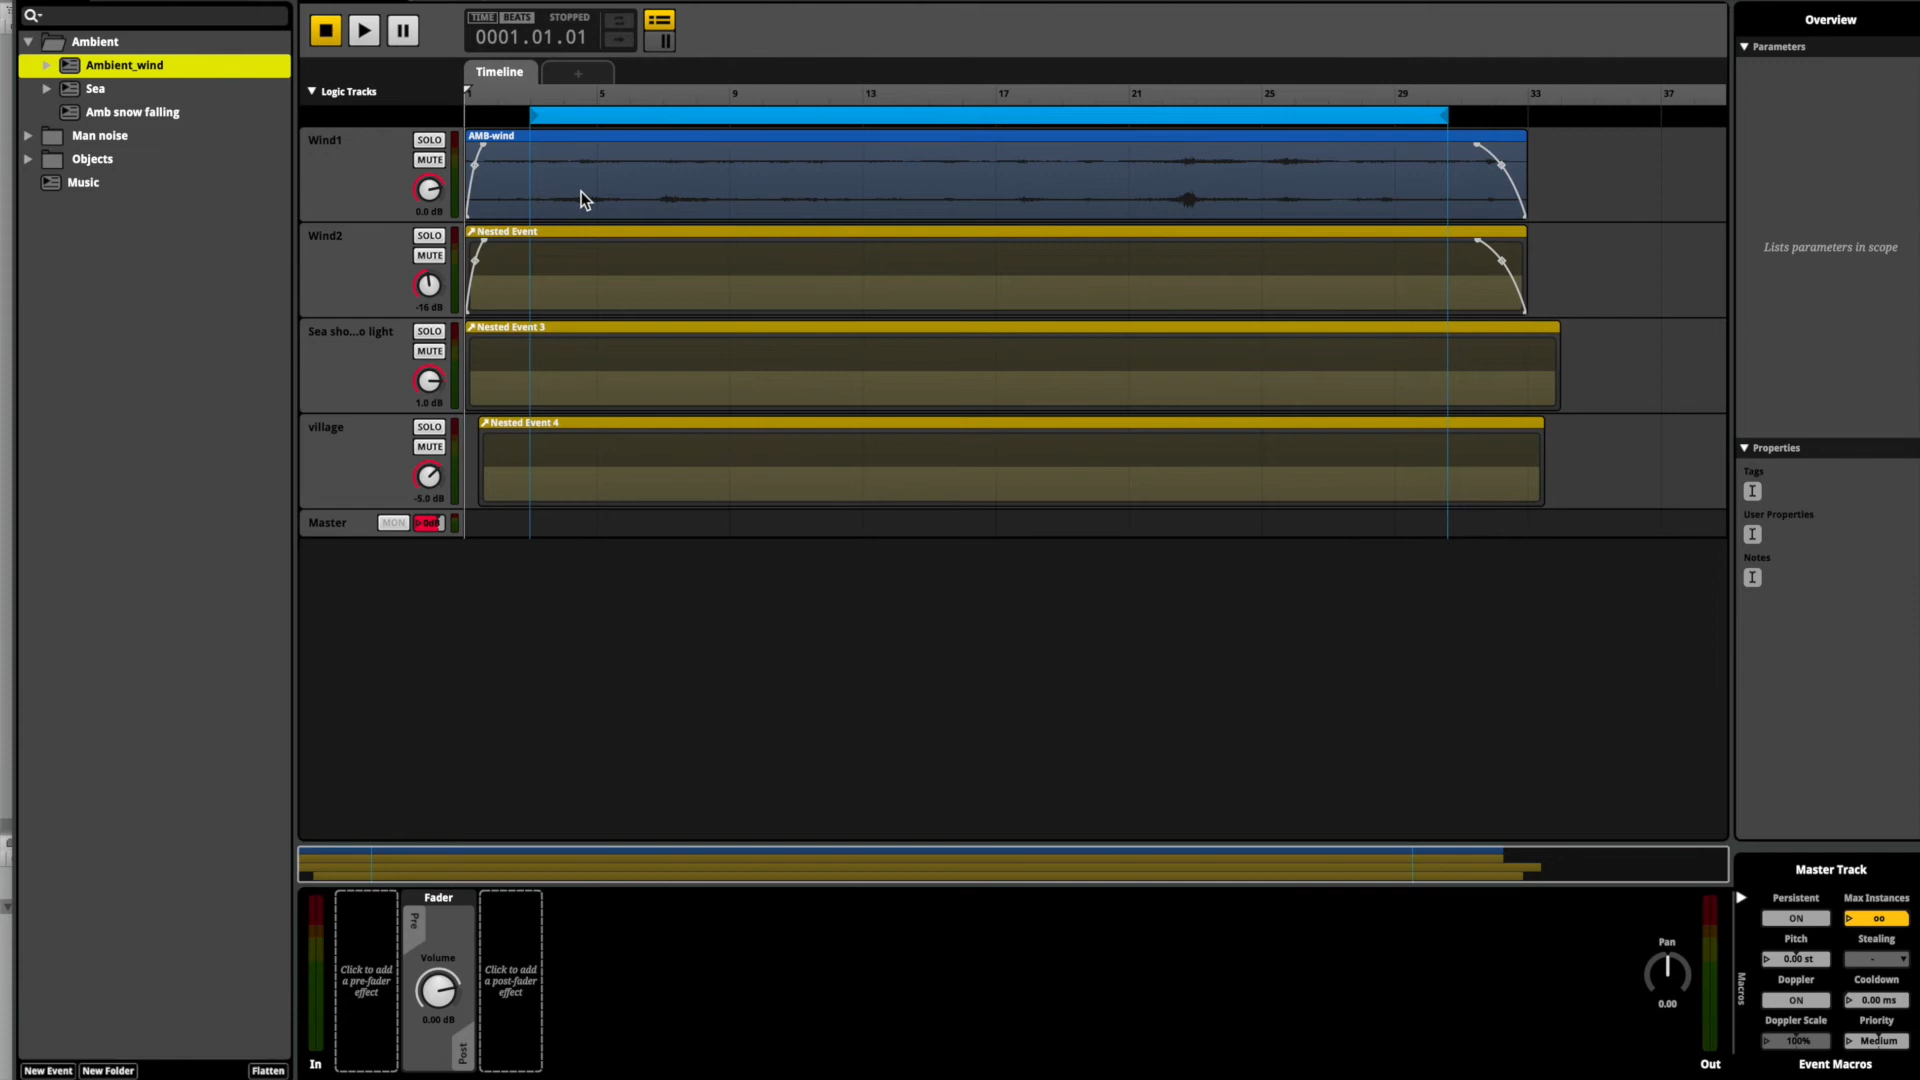 TIME BEATS STOPPED
0001.01.01
Overview
Parameters
Lists parameters in scope
Ambient
Ambient_wind
Sea
Amb snow falling
Man noise
Objects
Music
Timeline
+
Logic Tracks
1 5 9 13 17 21 25 29 33 37
Wind1
SOLO
MUTE
0.0 dB
AMB-wind
Wind2
SOLO
MUTE
-16 dB
Nested Event
Sea sho...o light
SOLO
MUTE
1.0 dB
Nested Event 3
village
SOLO
MUTE
-5.0 dB
Nested Event 4
Master MON 0dB
Properties
Tags
User Properties
Notes
Fader
Pre
Click to add
a pre-fader
effect
Volume
0.00 dB
Post
Click to add
a post-fader
effect
In
Pan
0.00
Out
Master Track
Persistent Max Instances
ON oo
Pitch Stealing
0.00 st -
Doppler Cooldown
ON 0.00 ms
Doppler Scale Priority
100% Medium
Macros
Event Macros
New Event New Folder Flatten